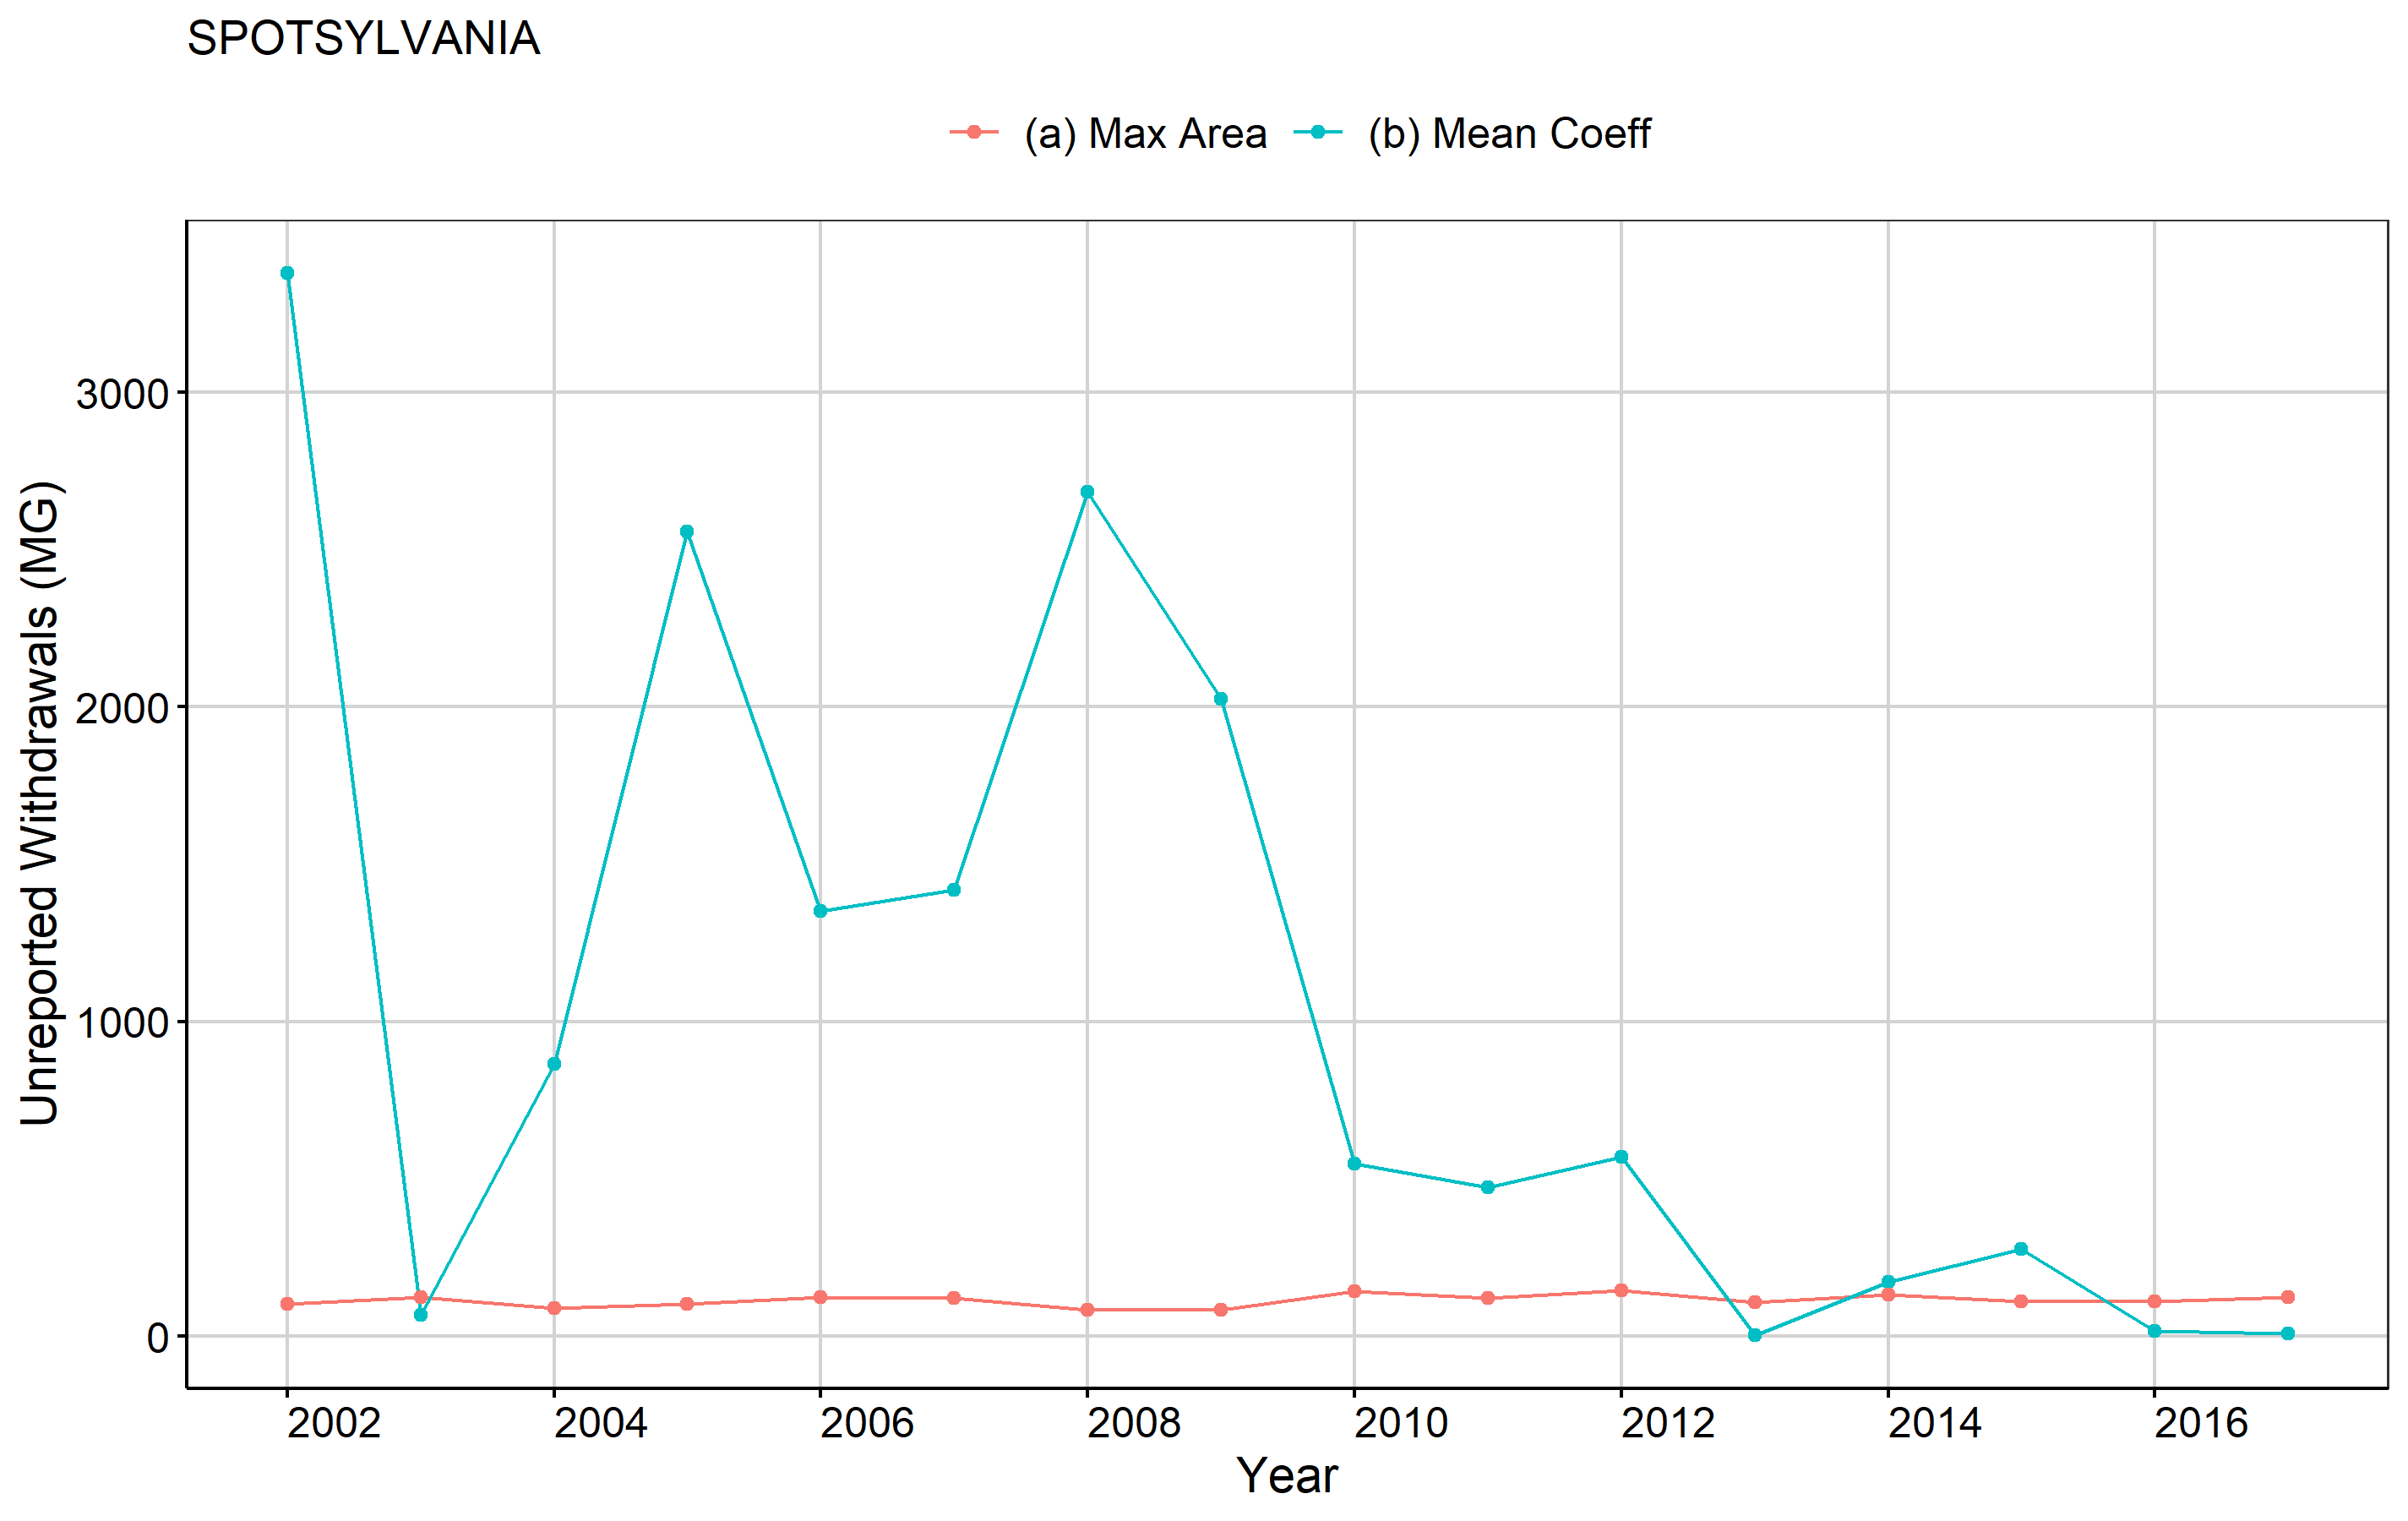 SPOTSYLVANIA
(a) Max Area (b) Mean Coeff
Unreported Withdrawals (MG)
3000
2000
1000
0
2002 2004 2006 2008 2010 2012 2014 2016
Year